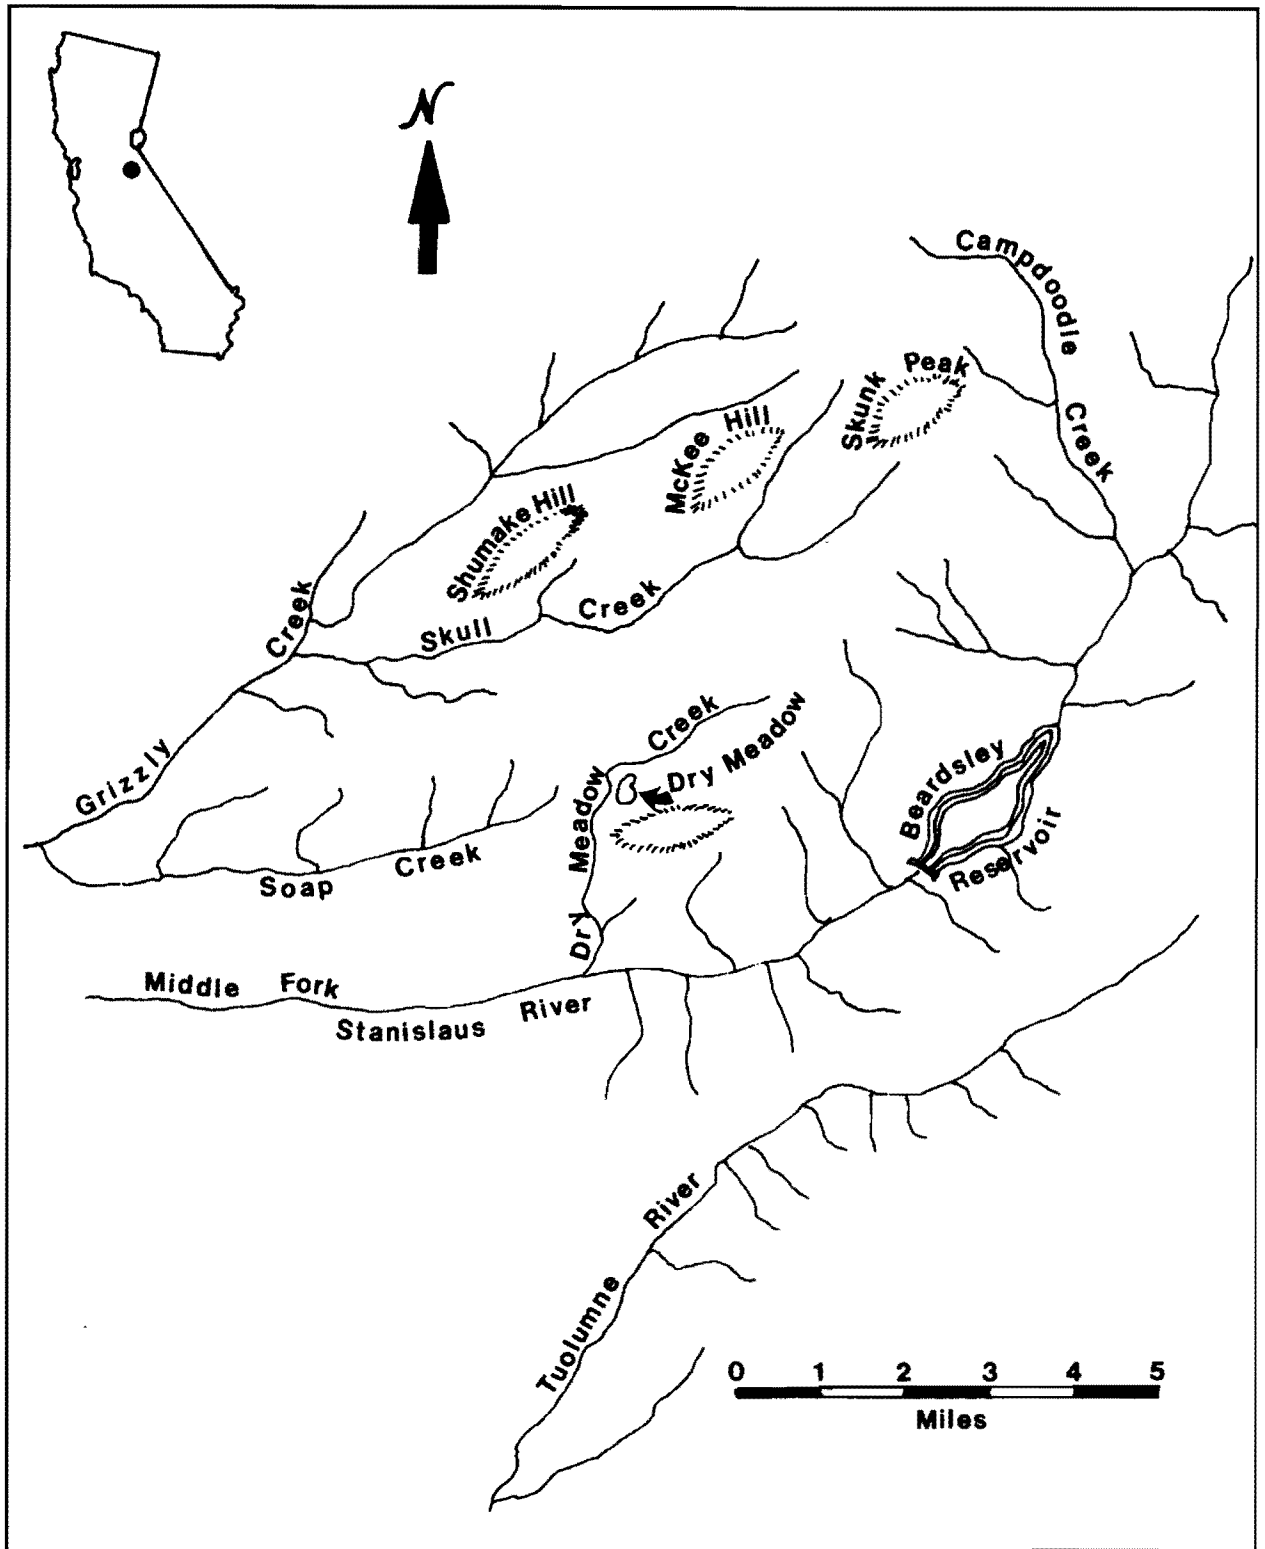 N
Campdoodle Creek
Skunk Peak
McKee Hill
Shumake Hill
Skull Creek
Grizzly Creek
Dry Meadow Creek
Dry Meadow
Beardsley Reservoir
Soap Creek
Middle Fork
Stanislaus River
Tuolumne River
0 1 2 3 4 5
Miles